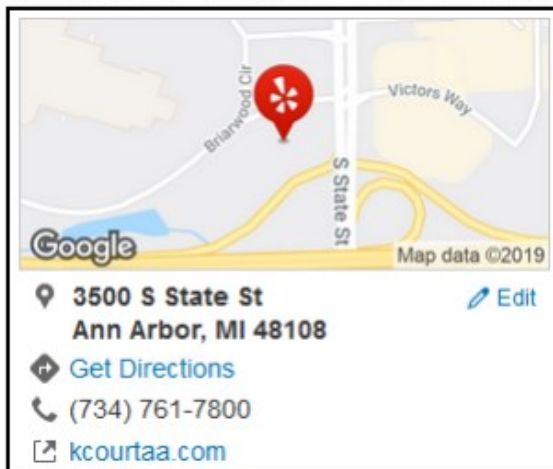 Briarwood Cir
Victors Way
S State St
Google
Map data ©2019
3500 S State St
Edit
Ann Arbor, MI 48108
Get Directions
(734) 761-7800
kcourtaa.com